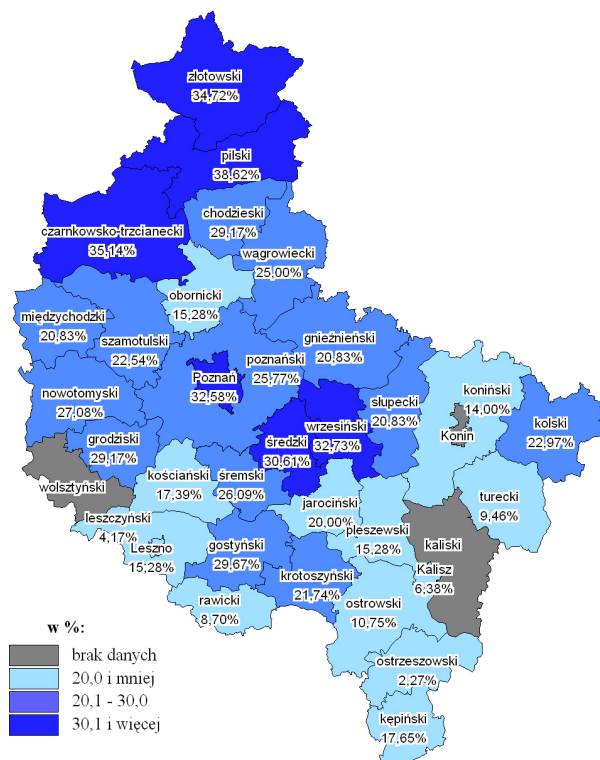 złotowski
34,72%
pilski
38,62%
chodzieski
29,17%
czarnkowsko-trzcianecki
35,14%
wągrowiecki
25,00%
obornicki
15,28%
międzychodzki
20,83%
szamotulski
22,54%
gnieźnieński
20,83%
poznański
25,77%
Poznań
32,58%
nowotomyski
27,08%
koniński
14,00%
słupecki
20,83%
kolski
22,97%
Konin
wrzesiński
32,73%
średzki
30,61%
grodziski
29,17%
kościański
17,39%
śremski
26,09%
wolsztyński
jarociński
20,00%
turecki
9,46%
leszczyński
4,17%
pleszewski
15,28%
kaliski
Leszno
15,28%
gostyński
29,67%
Kalisz
6,38%
krotoszyński
21,74%
rawicki
8,70%
ostrowski
10,75%
ostrzeszowski
2,27%
kępiński
17,65%
w %:
brak danych
20,0 i mniej
20,1 - 30,0
30,1 i więcej